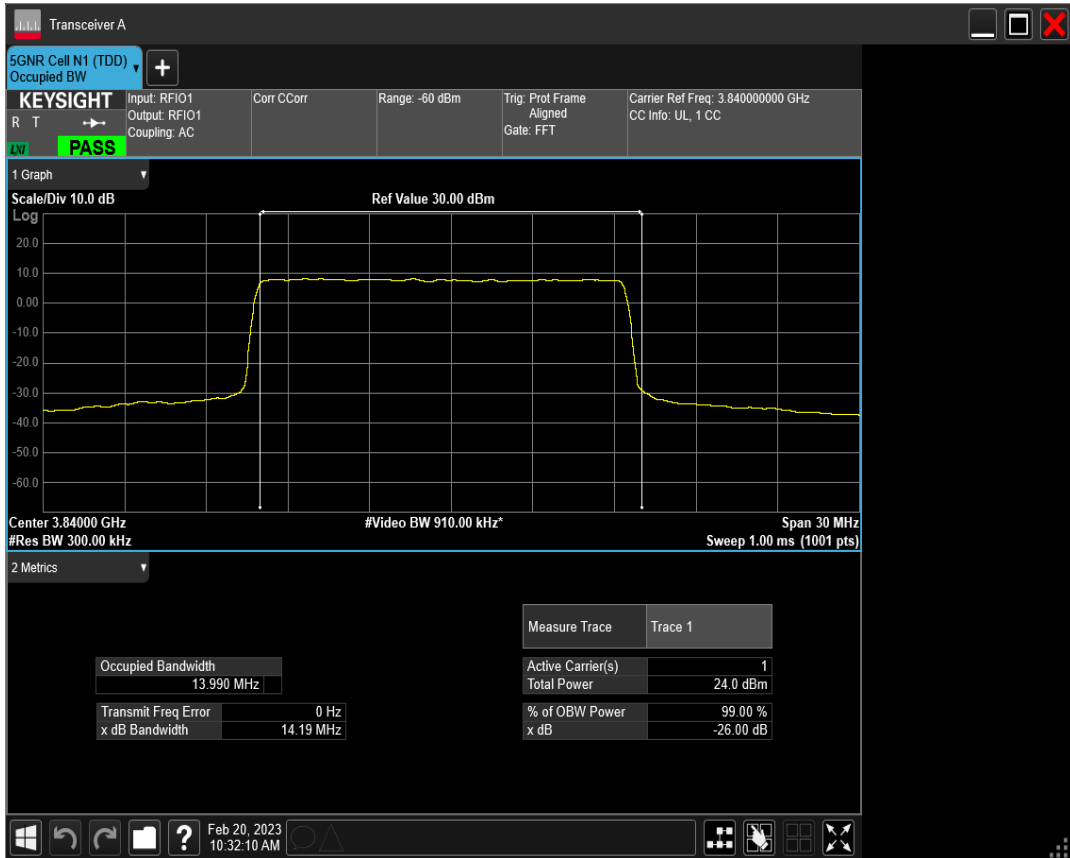 Transceiver A
5GNR Cell N1 (TDD)
Occupied BW
+
KEYSIGHT
R T
LXI
PASS
Input: RFIO1
Output: RFIO1
Coupling: AC
Corr CCorr
Range: -60 dBm
Trig: Prot Frame
Aligned
Gate: FFT
Carrier Ref Freq: 3.840000000 GHz
CC Info: UL, 1 CC
1 Graph
Scale/Div 10.0 dB
Ref Value 30.00 dBm
Log
20.0
10.0
0.00
-10.0
-20.0
-30.0
-40.0
-50.0
-60.0
Center 3.84000 GHz
#Video BW 910.00 kHz*
Span 30 MHz
#Res BW 300.00 kHz
Sweep 1.00 ms (1001 pts)
2 Metrics
Measure Trace Trace 1
Occupied Bandwidth
13.990 MHz
Active Carrier(s) 1
Total Power 24.0 dBm
Transmit Freq Error 0 Hz
x dB Bandwidth 14.19 MHz
% of OBW Power 99.00 %
x dB -26.00 dB
?
Feb 20, 2023
10:32:10 AM